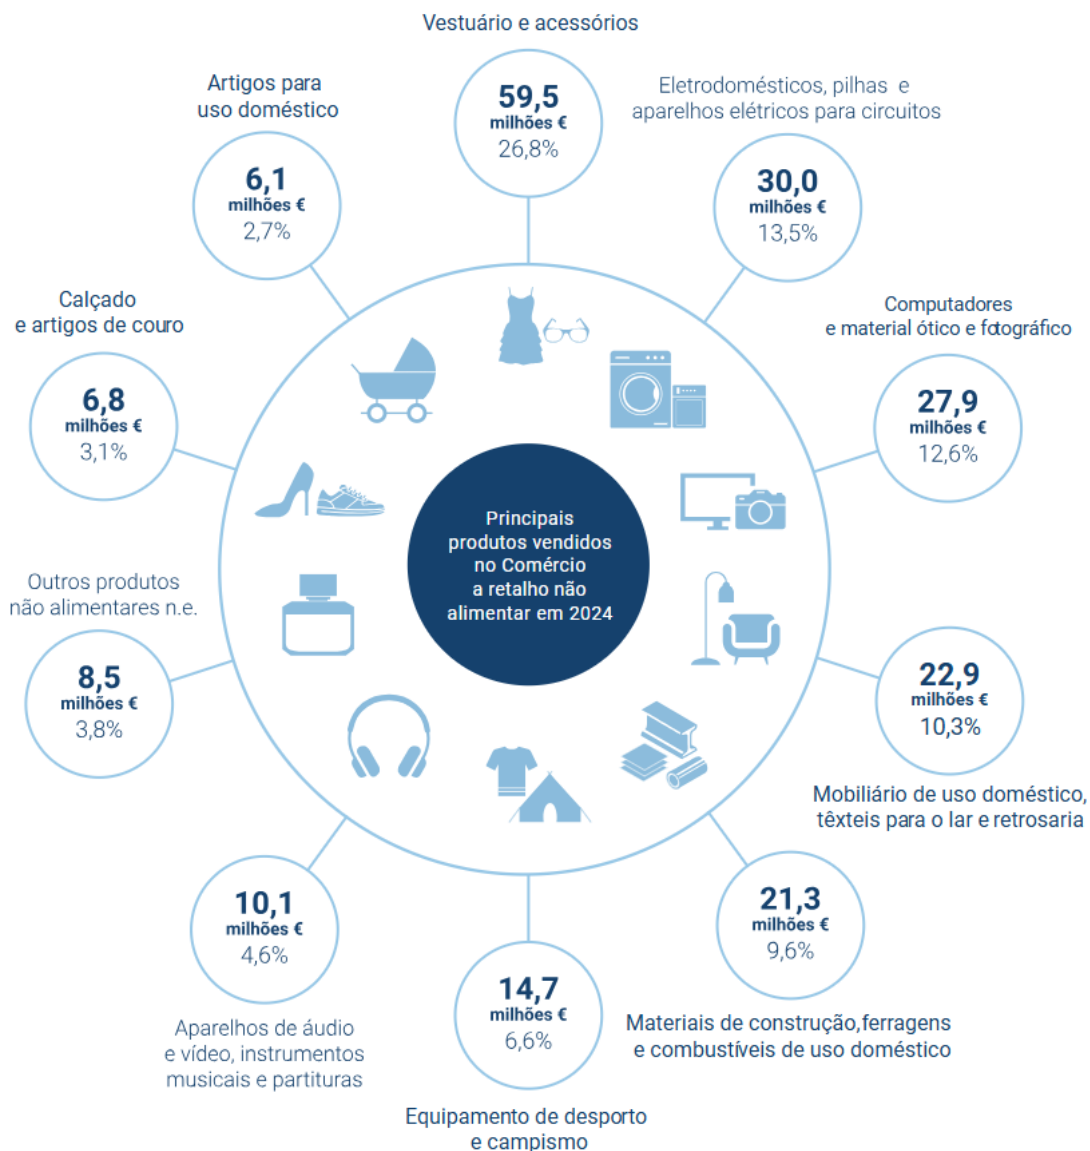 Vestuário e acessórios
59,5
milhões €
26,8%
Eletrodomésticos, pilhas e
aparelhos elétricos para circuitos
30,0
milhões €
13,5%
Computadores
e material ótico e fotográfico
27,9
milhões €
12,6%
22,9
milhões €
10,3%
Mobiliário de uso doméstico,
têxteis para o lar e retrosaria
21,3
milhões €
9,6%
Materiais de construção, ferragens
e combustíveis de uso doméstico
14,7
milhões €
6,6%
Equipamento de desporto
e campismo
10,1
milhões €
4,6%
Aparelhos de áudio
e vídeo, instrumentos
musicais e partituras
Outros produtos
não alimentares n.e.
8,5
milhões €
3,8%
Calçado
e artigos de couro
6,8
milhões €
3,1%
Artigos para
uso doméstico
6,1
milhões €
2,7%
Principais
produtos vendidos
no Comércio
a retalho não
alimentar em 2024